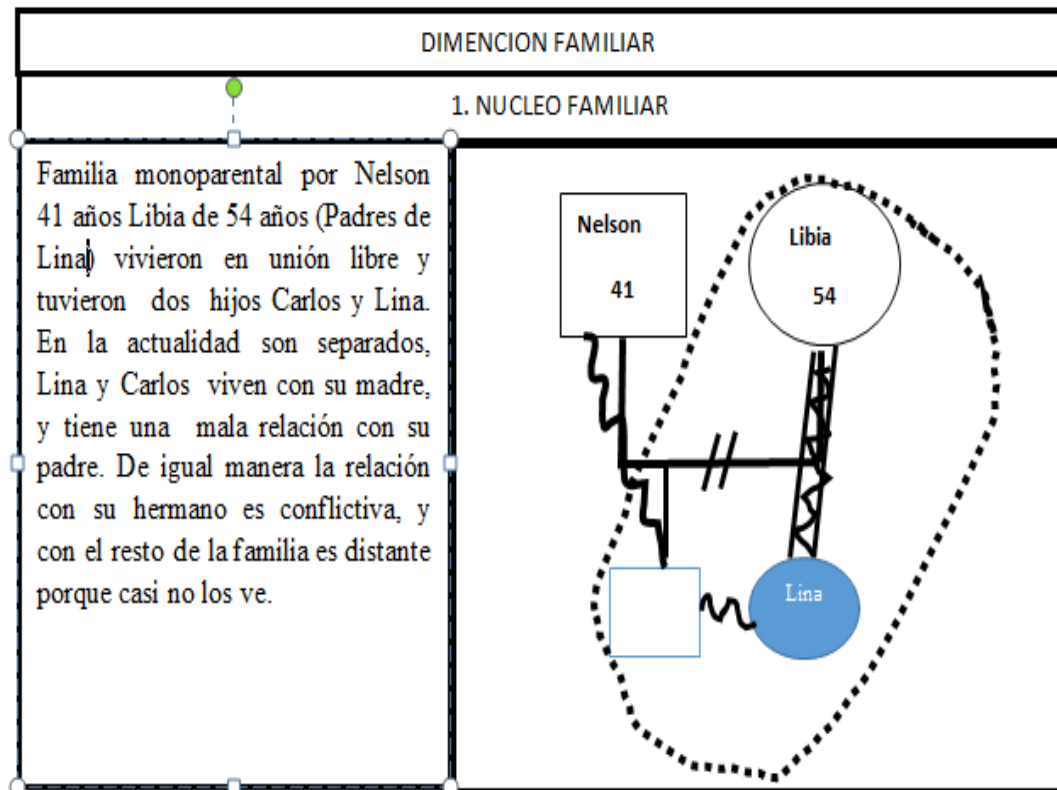 DIMENCION FAMILIAR
1. NUCLEO FAMILIAR
Familia monoparental por Nelson
41 años Libia de 54 años (Padres de
Lina) vivieron en unión libre y
tuvieron dos hijos Carlos y Lina.
En la actualidad son separados,
Lina y Carlos viven con su madre,
y tiene una mala relación con su
padre. De igual manera la relación
con su hermano es conflictiva, y
con el resto de la familia es distante
porque casi no los ve.
Nelson
41
Libia
54
Lina